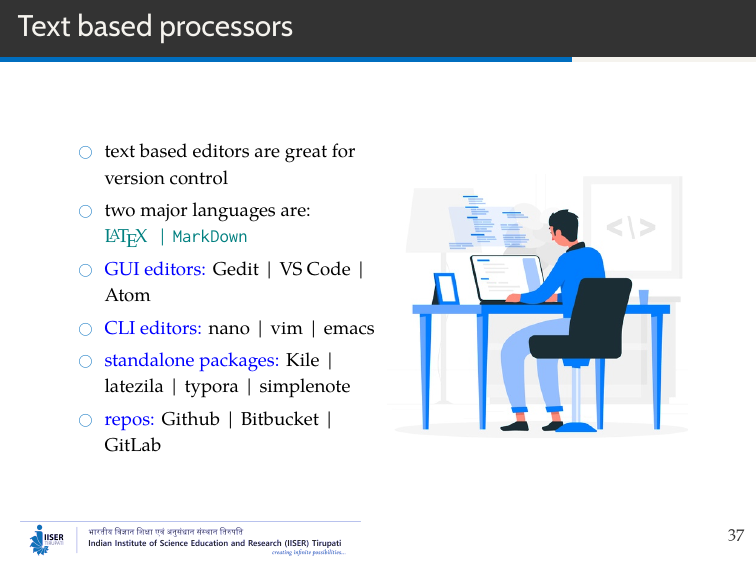 Text based processors
text based editors are great for
version control
two major languages are:
LATEX | MarkDown
GUI editors: Gedit | VS Code |
Atom
CLI editors: nano | vim | emacs
standalone packages: Kile |
latezila | typora | simplenote
repos: Github | Bitbucket |
GitLab
</>
IISER
TIRUPATI
भारतीय विज्ञान शिक्षा एवं अनुसंधान संस्थान तिरुपति
Indian Institute of Science Education and Research (IISER) Tirupati
creating infinite possibilities...
37